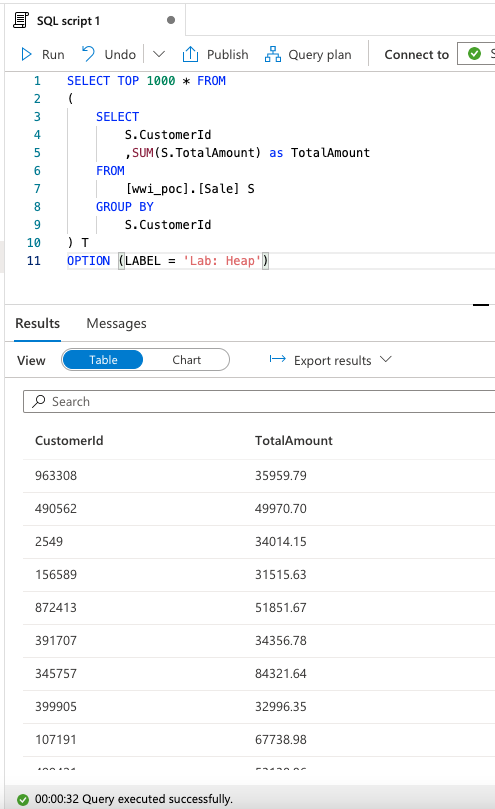 SQL script 1
Run Undo Publish Query plan Connect to
1 SELECT TOP 1000 * FROM
2 (
3 SELECT
4 S.CustomerId
5 ,SUM(S.TotalAmount) as TotalAmount
6 FROM
7 [wwi_poc].[Sale] S
8 GROUP BY
9 S.CustomerId
10 ) T
11 OPTION (LABEL = 'Lab: Heap')
Results Messages
View Table Chart Export results
Search
CustomerId TotalAmount
963308 35959.79
490562 49970.70
2549 34014.15
156589 31515.63
872413 51851.67
391707 34356.78
345757 84321.64
399905 32996.35
107191 67738.98
00:00:32 Query executed successfully.